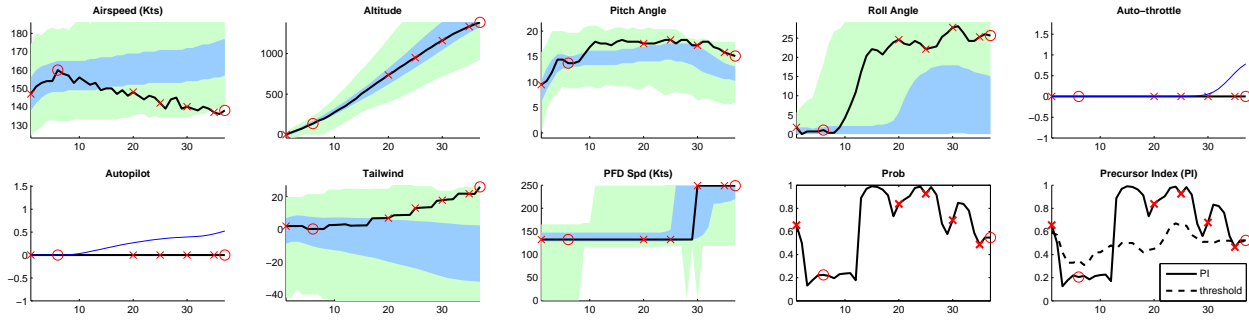 Airspeed (Kts)
Altitude
Pitch Angle
Roll Angle
Auto−throttle
180
170
160
150
140
130
10 20 30
1000
500
0
10 20 30
20
15
10
5
0
10 20 30
25
20
15
10
5
0
10 20 30
1.5
1
0.5
0
−0.5
−1
10 20 30
Autopilot
Tailwind
PFD Spd (Kts)
Prob
Precursor Index (PI)
1.5
1
0.5
0
−0.5
−1
10 20 30
20
0
−20
−40
10 20 30
250
200
150
100
50
0
10 20 30
1
0.8
0.6
0.4
0.2
0
10 20 30
1
0.8
0.6
0.4
0.2
0
10 20 30
PI
threshold